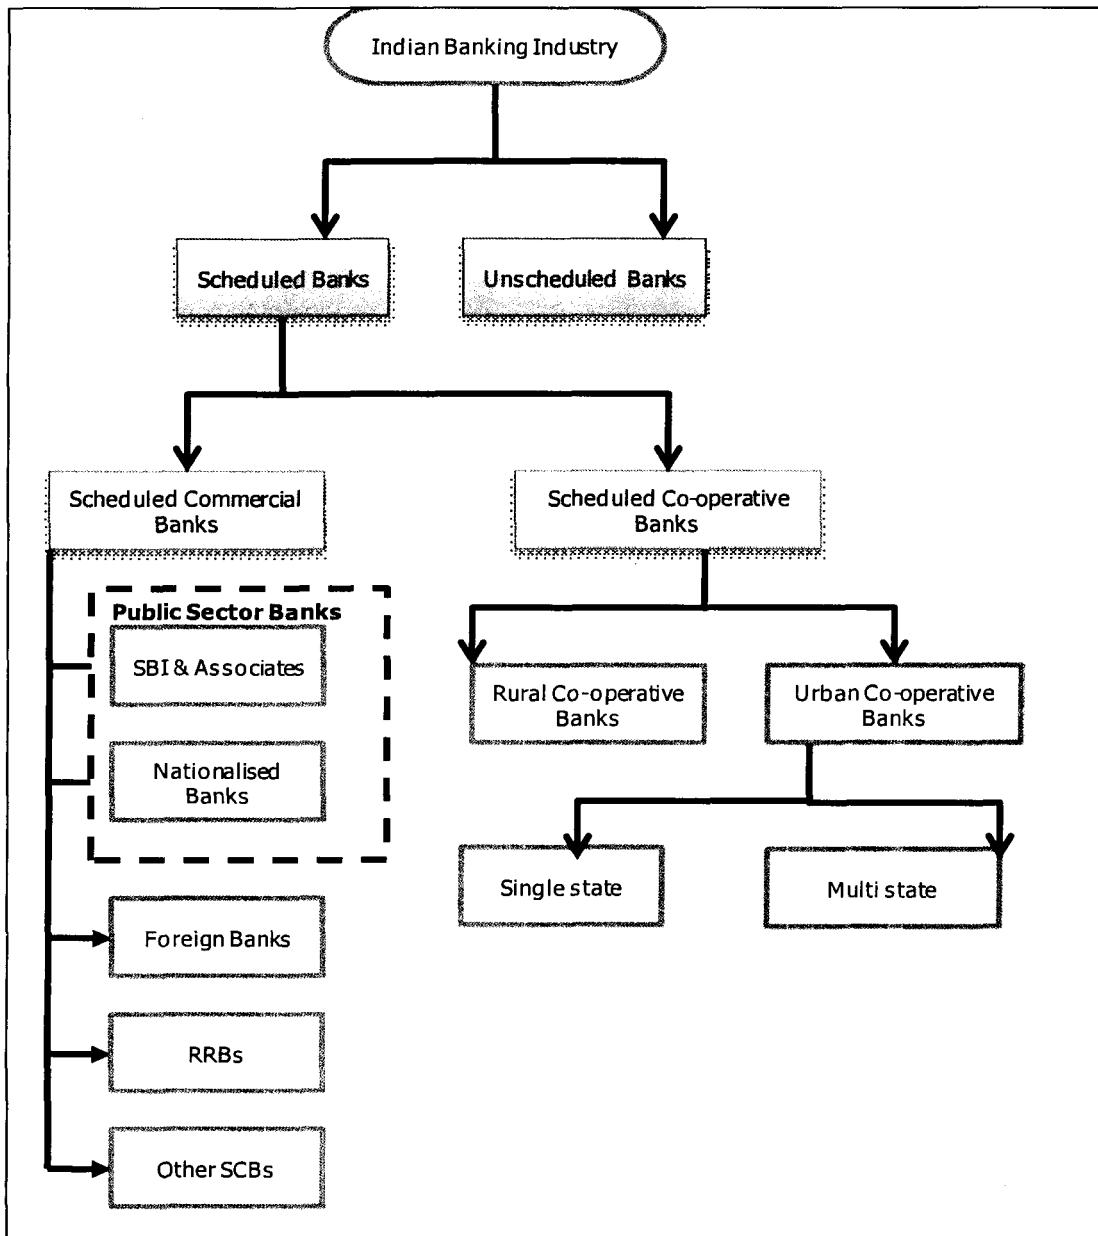 Indian Banking Industry
Scheduled Banks
Unscheduled Banks
Scheduled Commercial
Banks
Scheduled Co-operative
Banks
Public Sector Banks
SBI & Associates
Nationalised
Banks
Foreign Banks
RRBs
Other SCBs
Rural Co-operative
Banks
Urban Co-operative
Banks
Single state
Multi state